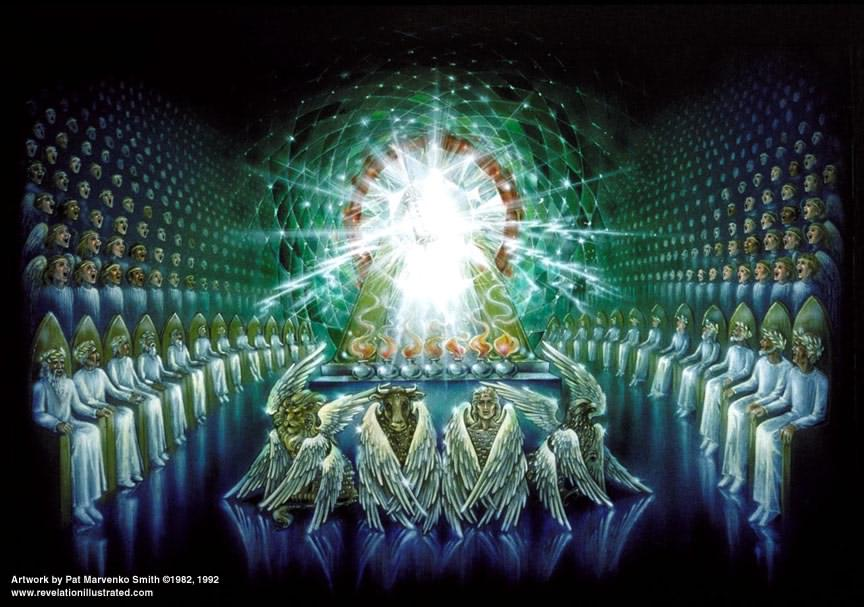 Artwork by Pat Marvenko Smith ©1982, 1992
www.revelationillustrated.com